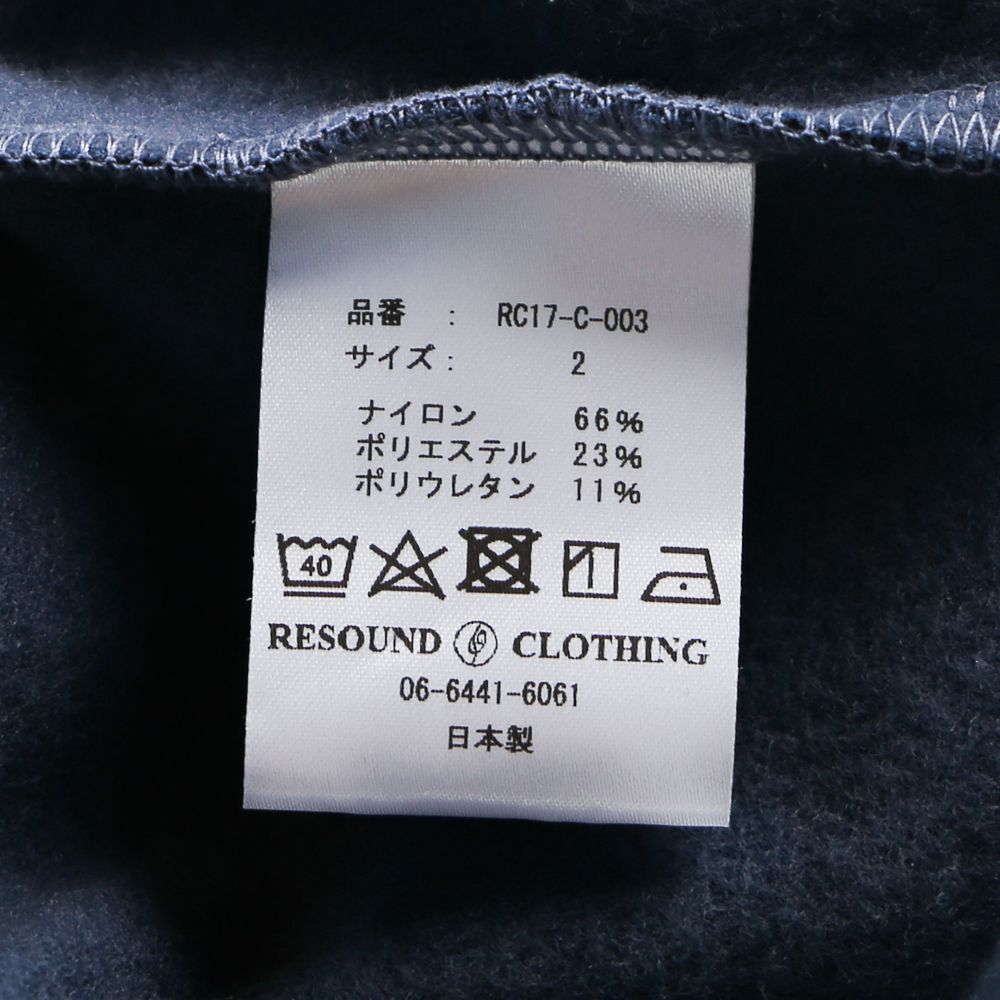 品番 : RC17-C-003
サイズ : 2
ナイロン 66%
ポリエステル 23%
ポリウレタン 11%
40
RESOUND CLOTHING
06-6441-6061
日本製